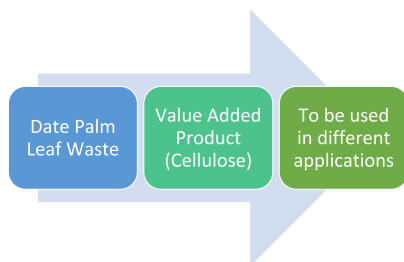 Date Palm
Leaf Waste
Value Added
Product
(Cellulose)
To be used
in different
applications